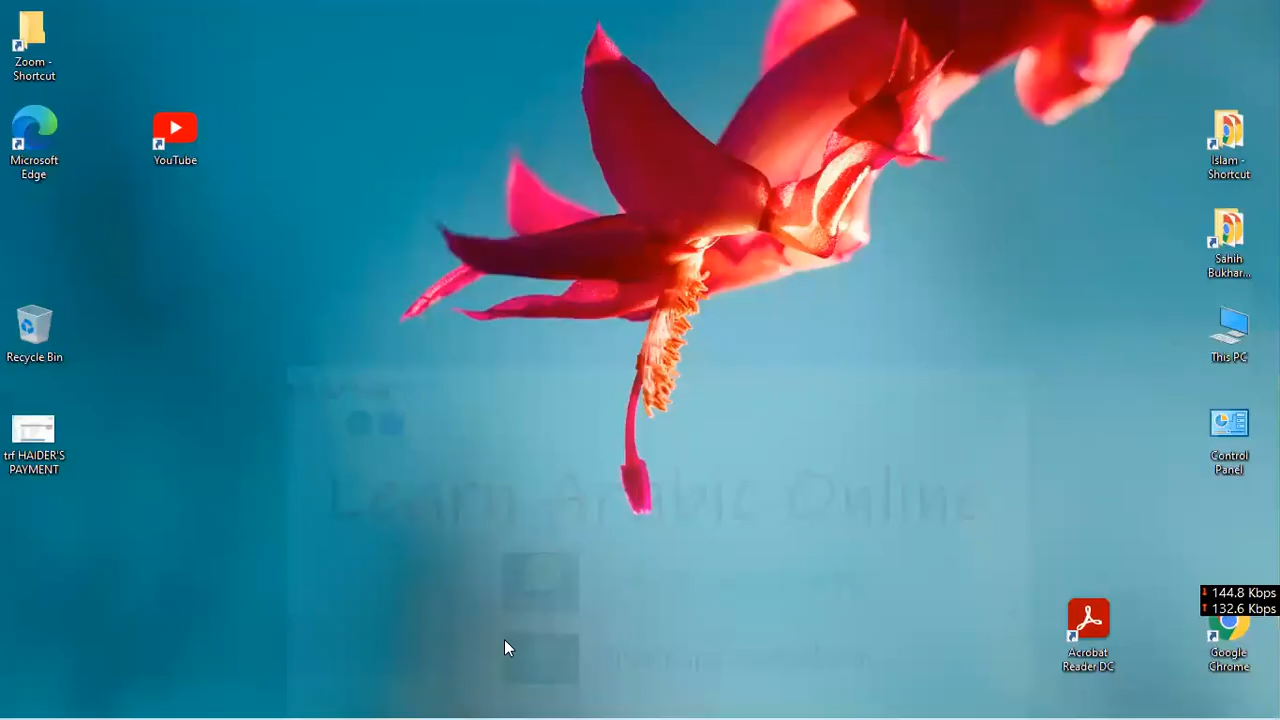 Zoom -
Shortcut
Microsoft
Edge
YouTube
Recycle Bin
trf HAIDER'S
PAYMENT
Islam -
Shortcut
Sahih
Bukhar...
This PC
Control
Panel
Learn Arabic Online
144.8 Kbps
132.6 Kbps
Acrobat
Reader DC
Google
Chrome